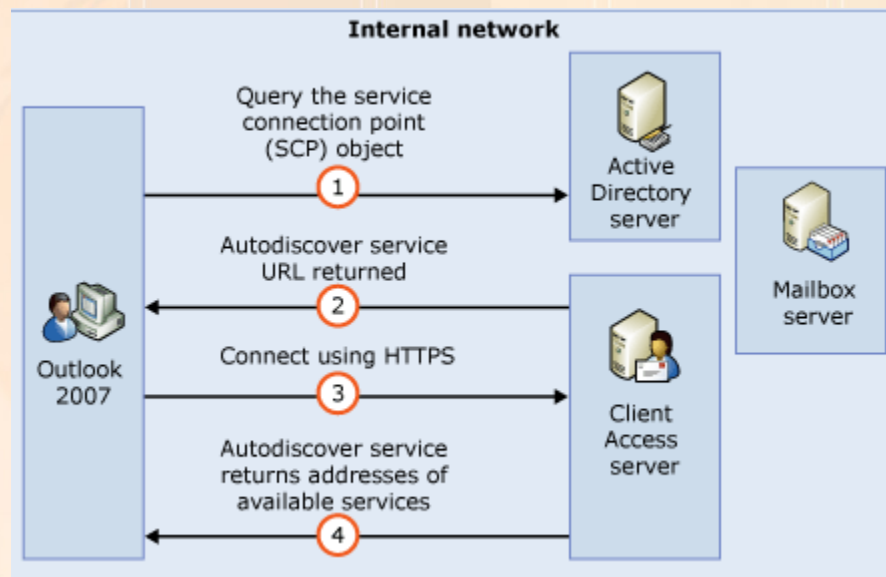 Internal network
Query the service
connection point
(SCP) object
1
Active
Directory
server
Autodiscover service
URL returned
2
Mailbox
server
Outlook
2007
Connect using HTTPS
3
Client
Access
server
Autodiscover service
returns addresses of
available services
4